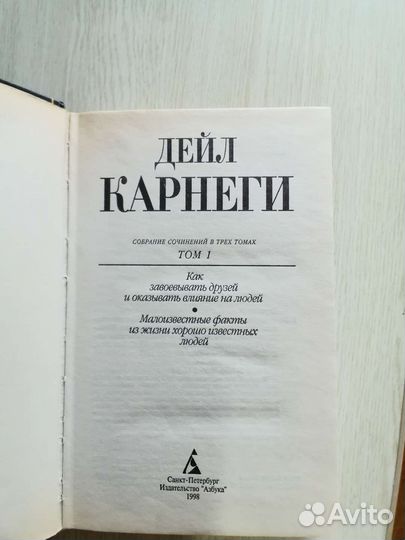 ДЕЙЛ
КАРНЕГИ
СОБРАНИЕ СОЧИНЕНИЙ В ТРЕХ ТОМАХ
ТОМ I
Как
завоевывать друзей
и оказывать влияние на людей
•
Малоизвестные факты
из жизни хорошо известных
людей
Санкт-Петербург
Издательство "Азбука"
1998
Avito